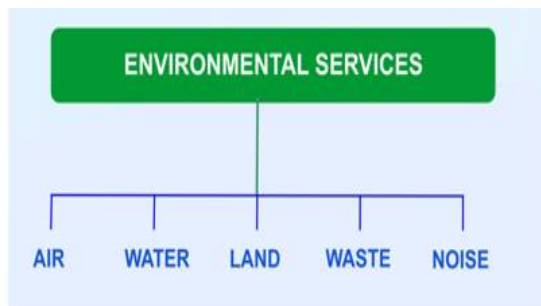 ENVIRONMENTAL SERVICES
AIR WATER LAND WASTE NOISE